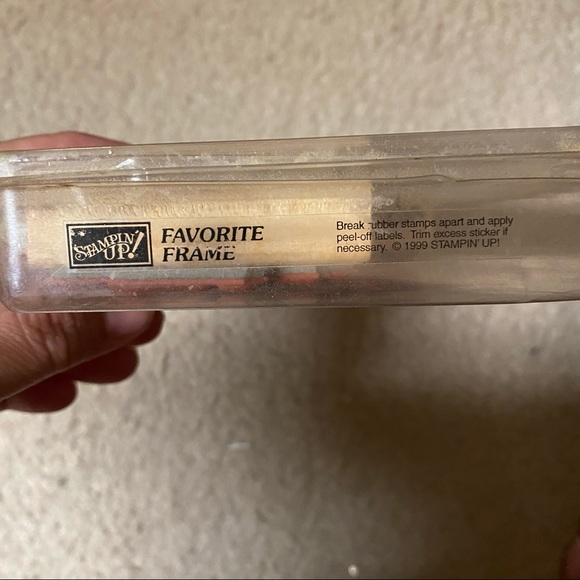 STAMPIN' UP!
FAVORITE
FRAME
Break rubber stamps apart and apply
peel-off labels. Trim excess sticker if
necessary. © 1999 STAMPIN' UP!